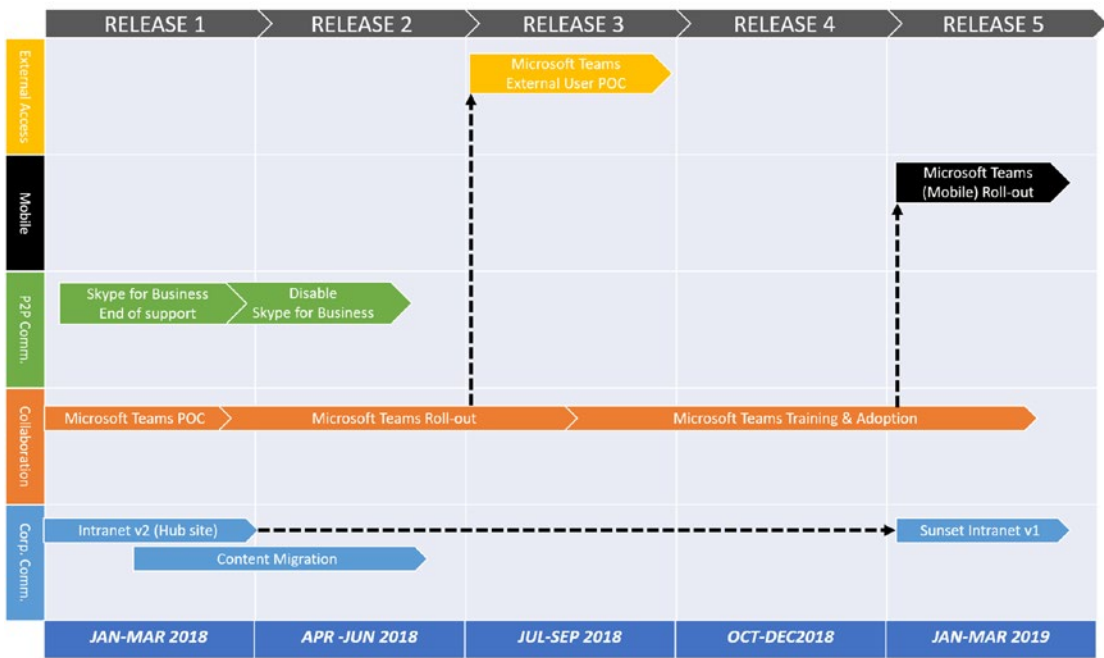 RELEASE 1
RELEASE 2
RELEASE 3
RELEASE 4
RELEASE 5
External Access
Microsoft Teams
External User POC
Mobile
Microsoft Teams
(Mobile) Roll-out
P2P Comm.
Skype for Business
End of support
Disable
Skype for Business
Collaboration
Microsoft Teams POC
Microsoft Teams Roll-out
Microsoft Teams Training & Adoption
Corp. Comm.
Intranet v2 (Hub site)
Sunset Intranet v1
Content Migration
JAN-MAR 2018
APR -JUN 2018
JUL-SEP 2018
OCT-DEC2018
JAN-MAR 2019